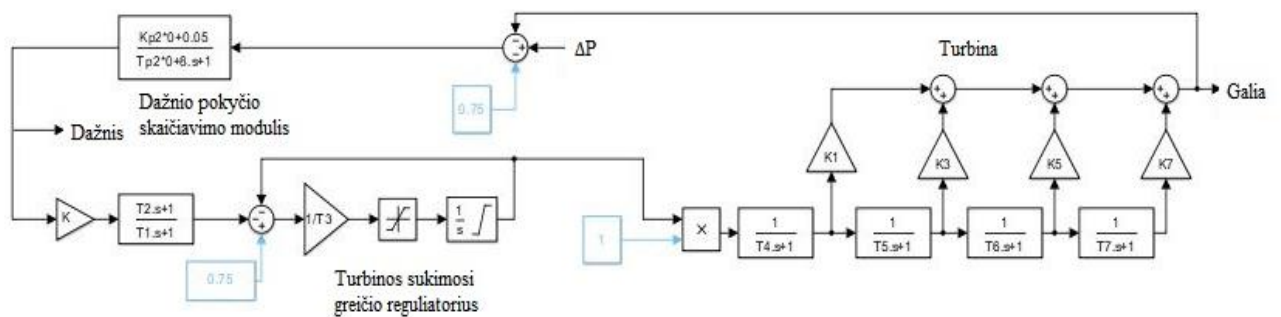 Kp2*0+0.05
Tp2*0+8.s+1
Dažnio pokyčio
skaičiavimo modulis
Dažnis
− + −
ΔP
0.75
Turbina
+ +
+ +
+ +
Galia
K1
K3
K5
K7
K
T2.s+1
T1.s+1
− − +
0.75
1/T3
1
s
Turbinos sukimosi
greičio reguliatorius
1
×
1
T4.s+1
1
T5.s+1
1
T6.s+1
1
T7.s+1